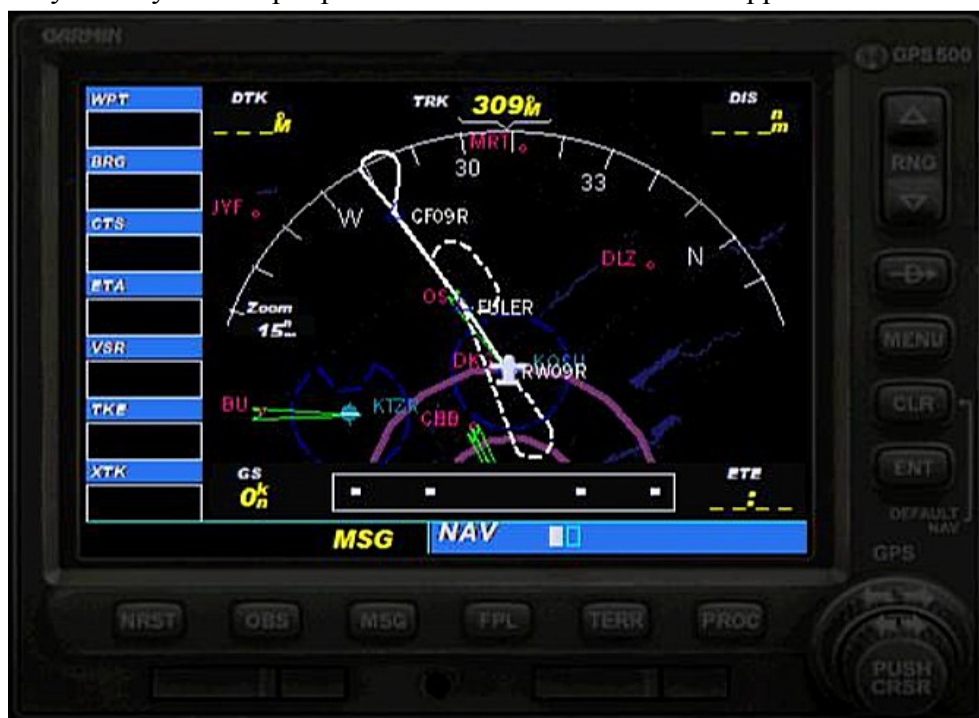 GARMIN
GPS 500
WPT
DTK
TRK 309°M
DIS
_ _ _°M
n m
MRT
RNG
BRG
30
33
JYF
W
CF09R
CTS
DLZ
N
D
OS
FULER
ETA
Zoom
15 n m
MENU
VSR
DK
KOSU
RW09R
CLR
TKE
BU
KTZR
CBB
ENT
XTK
GS
0 k n
ETE
_ _:_ _
DEFAULT NAV
MSG
NAV
GPS
NRST
OBS
MSG
FPL
TERR
PROC
PUSH
CRSR